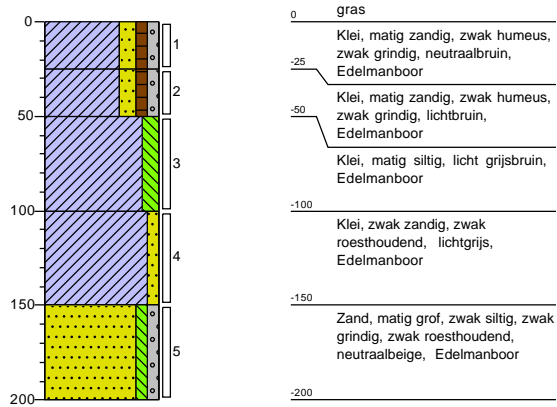 0
50
100
150
200
1
2
3
4
5
0
gras
Klei, matig zandig, zwak humeus,
zwak grindig, neutraalbruin,
Edelmanboor
-25
Klei, matig zandig, zwak humeus,
zwak grindig, lichtbruin,
Edelmanboor
-50
Klei, matig siltig, licht grijsbruin,
Edelmanboor
-100
Klei, zwak zandig, zwak
roesthoudend, lichtgrijs,
Edelmanboor
-150
Zand, matig grof, zwak siltig, zwak
grindig, zwak roesthoudend,
neutraalbeige, Edelmanboor
-200